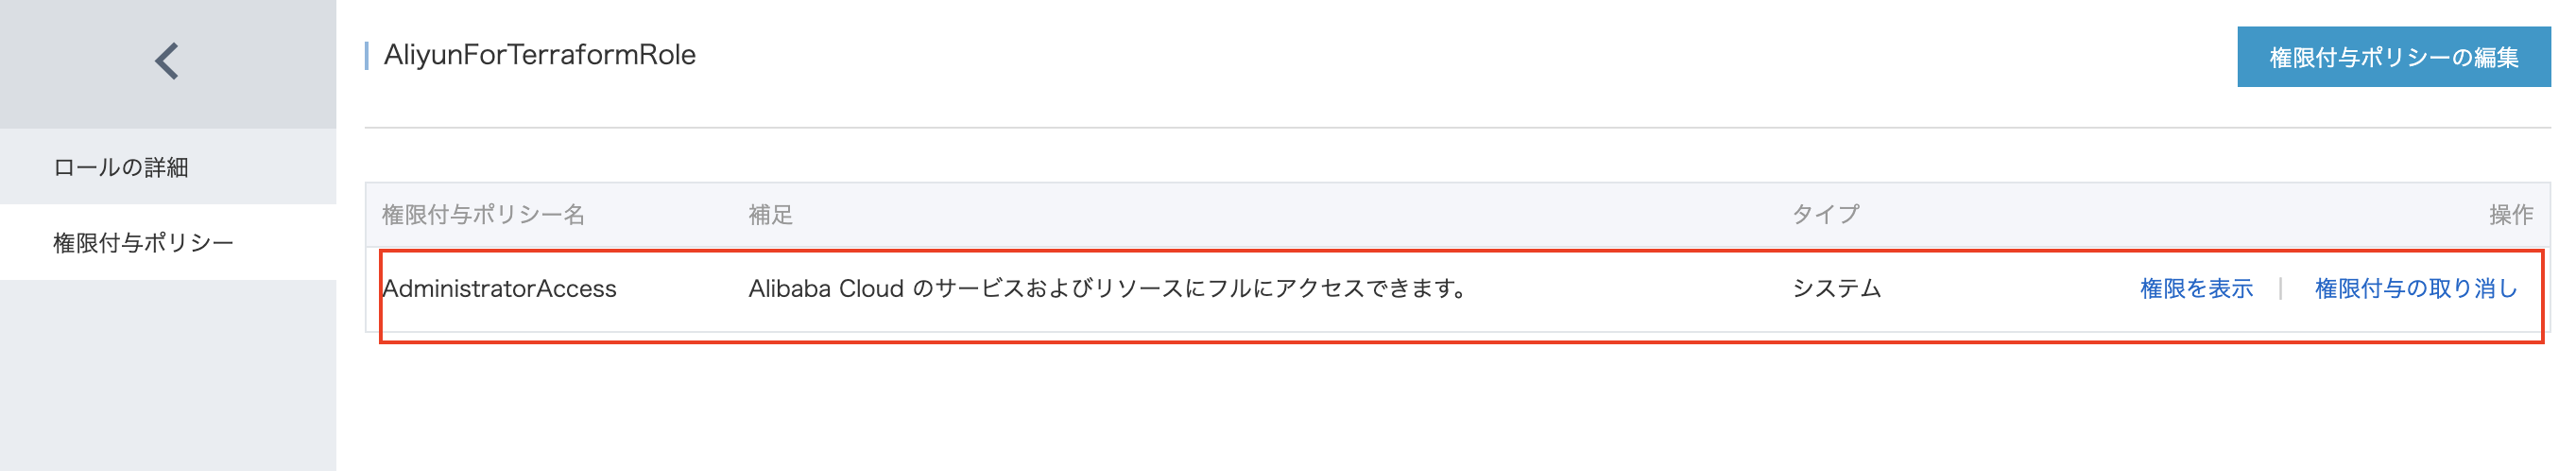 AliyunForTerraformRole
権限付与ポリシーの編集
ロールの詳細
権限付与ポリシー
権限付与ポリシー名 補足 タイプ 操作
AdministratorAccess Alibaba Cloud のサービスおよびリソースにフルにアクセスできます。 システム 権限を表示 | 権限付与の取り消し